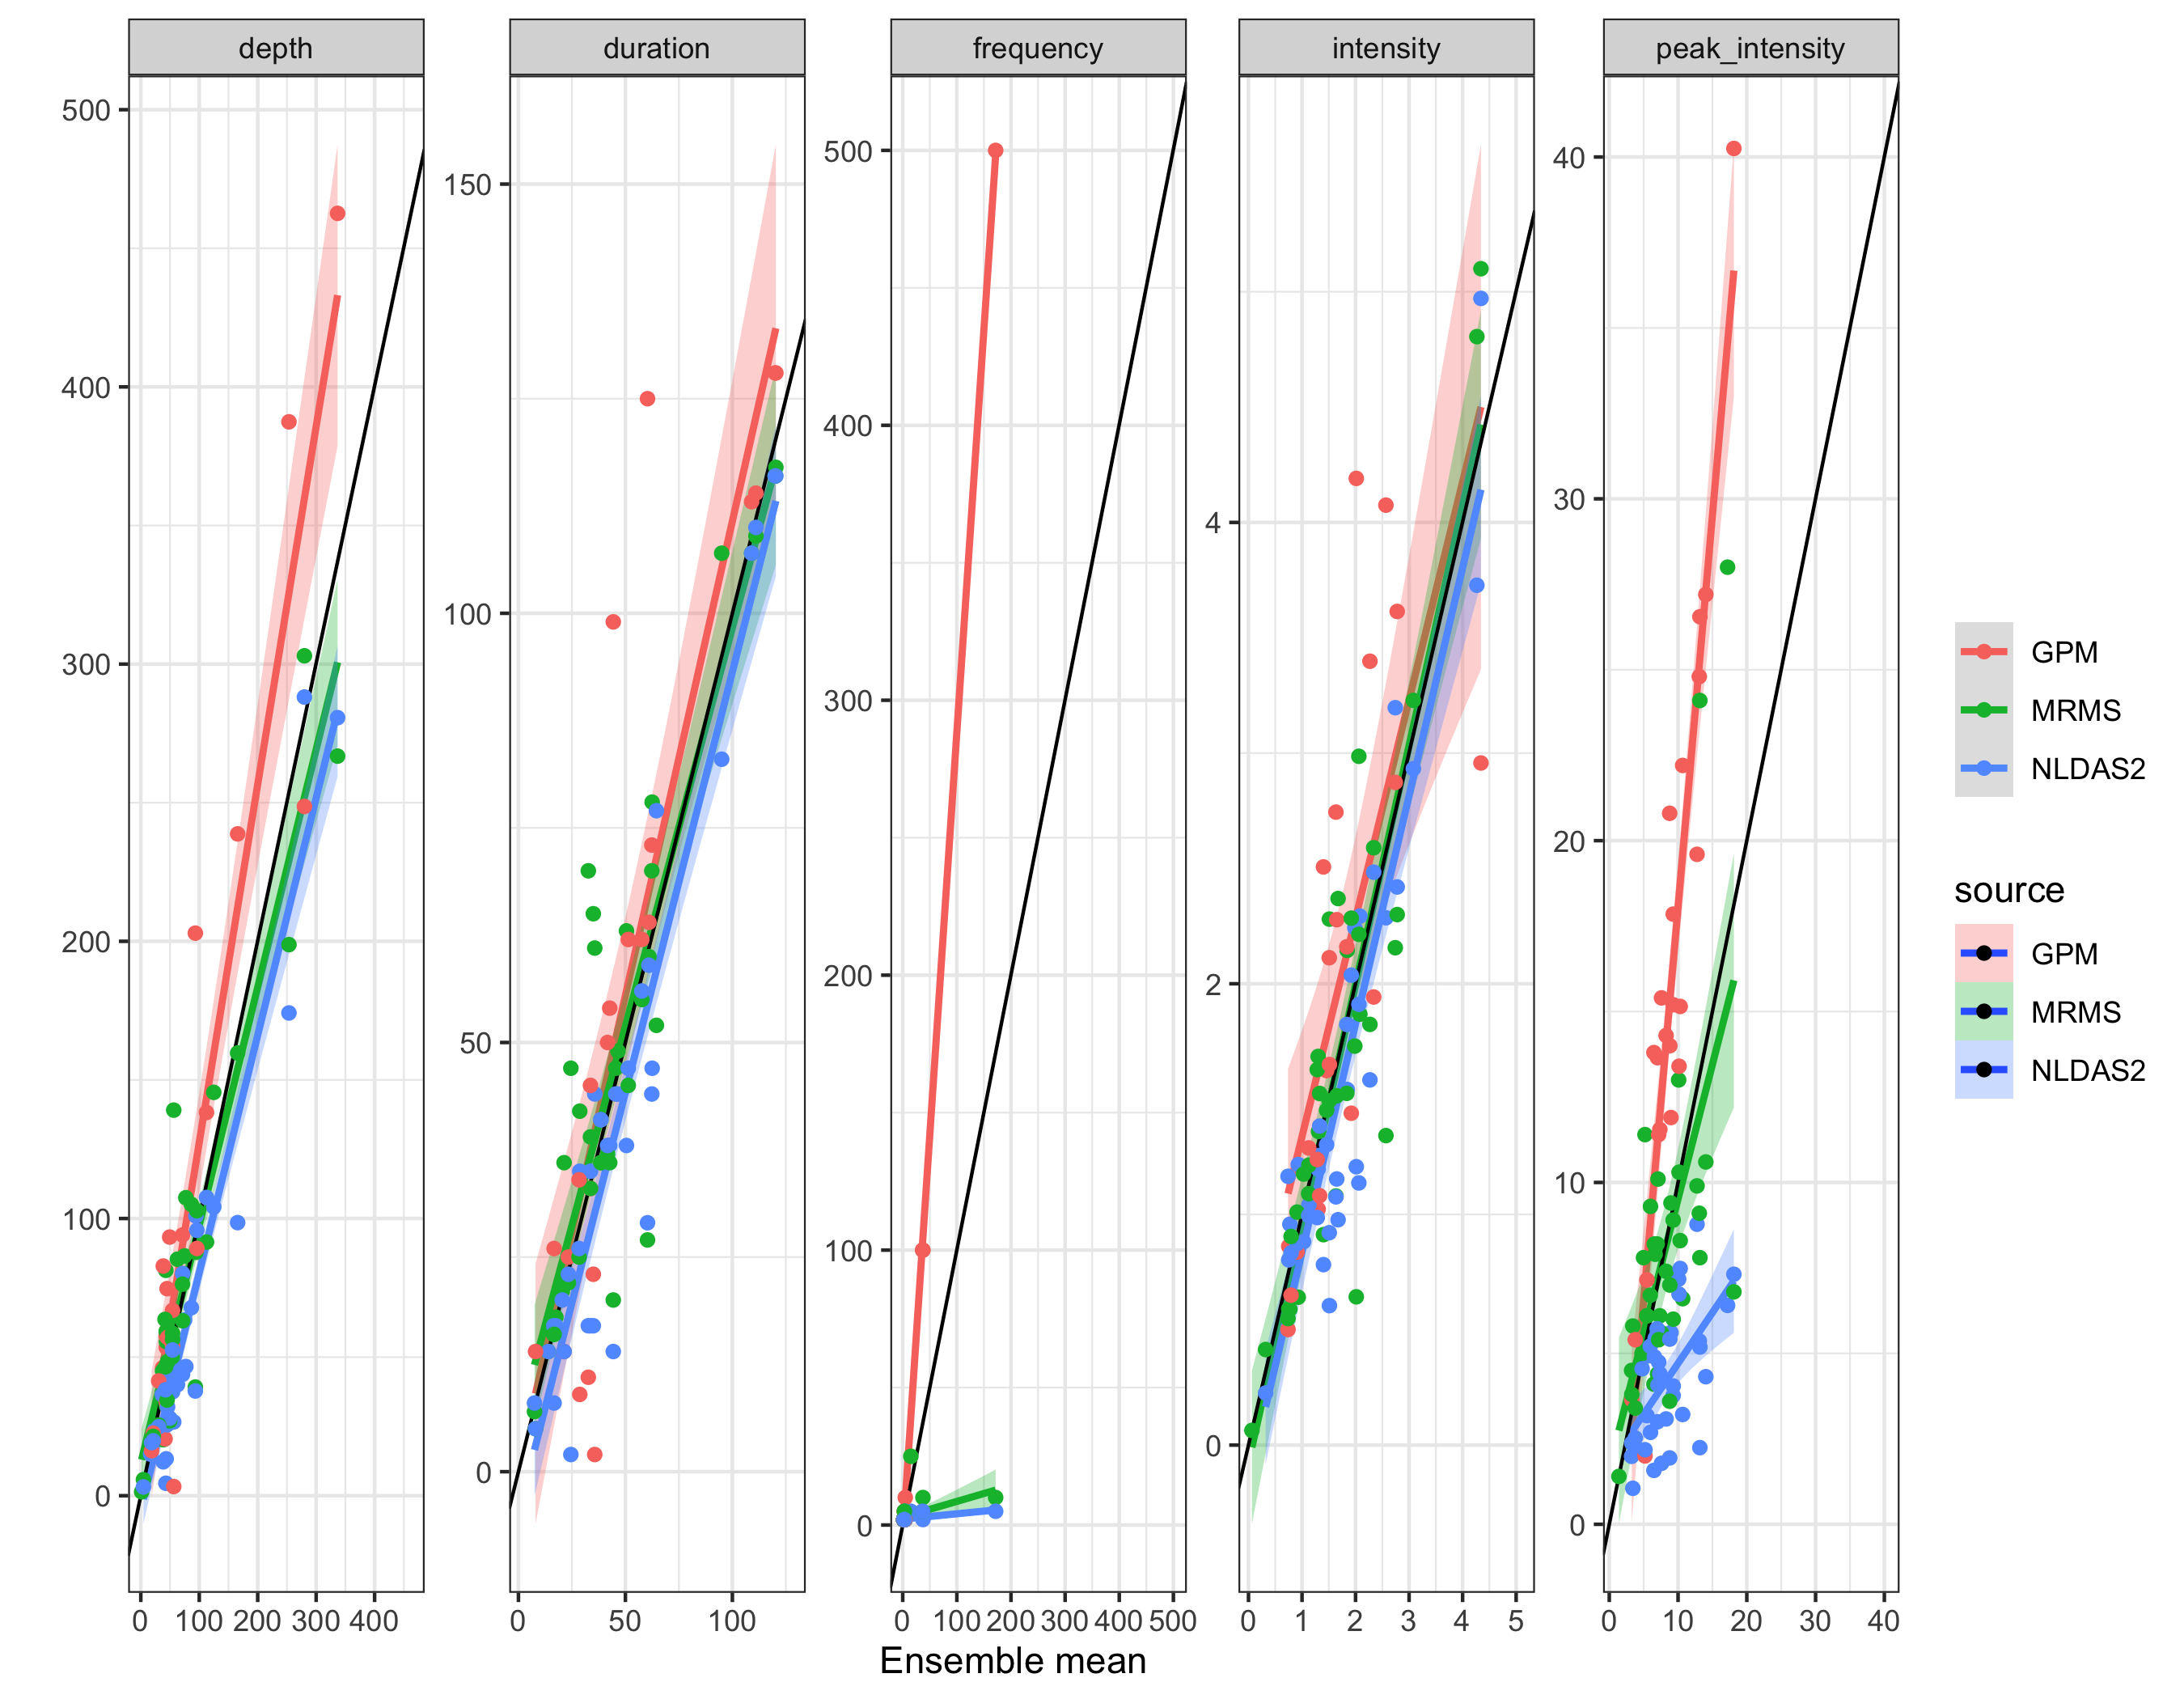 depth duration frequency intensity peak_intensity
500
400
300
200
100
0
0 100 200 300 400
150
100
50
0
0 50 100
500
400
300
200
100
0
0 100 200 300 400 500
4
2
0
0 1 2 3 4 5
40
30
20
10
0
0 10 20 30 40
Ensemble mean
GPM
MRMS
NLDAS2
source
GPM
MRMS
NLDAS2